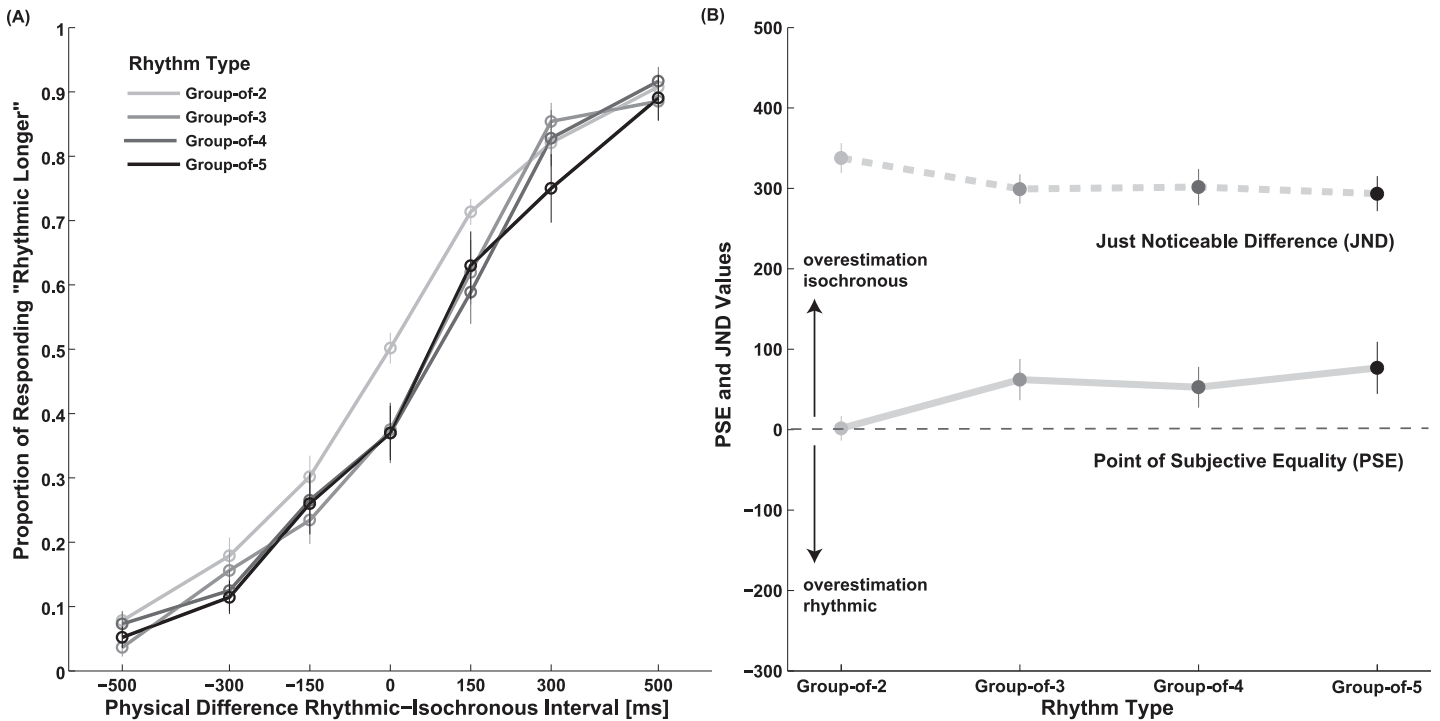 (A)
Proportion of Responding "Rhythmic Longer"
1
0.9
0.8
0.7
0.6
0.5
0.4
0.3
0.2
0.1
0
Rhythm Type
Group-of-2
Group-of-3
Group-of-4
Group-of-5
−500
−300
−150
0
150
300
500
Physical Difference Rhythmic−Isochronous Interval [ms]
(B)
PSE and JND Values
500
400
300
200
100
0
−100
−200
−300
Just Noticeable Difference (JND)
overestimation
isochronous
Point of Subjective Equality (PSE)
overestimation
rhythmic
Group-of-2
Group-of-3
Group-of-4
Group-of-5
Rhythm Type